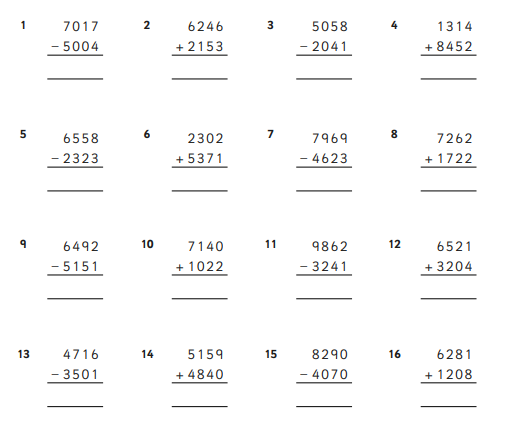 1 7017 2 6246 3 5058 4 1314
− 5004 + 2153 − 2041 + 8452
5 6558 6 2302 7 7969 8 7262
− 2323 + 5371 − 4623 + 1722
9 6492 10 7140 11 9862 12 6521
− 5151 + 1022 − 3241 + 3204
13 4716 14 5159 15 8290 16 6281
− 3501 + 4840 − 4070 + 1208